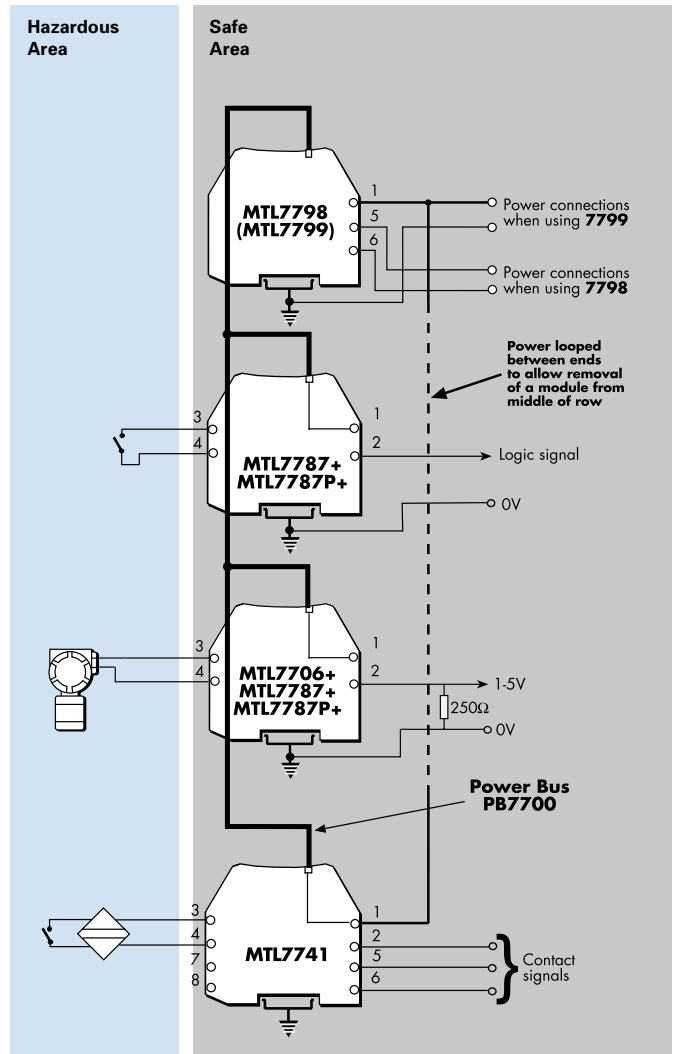 Hazardous
Area
Safe
Area
MTL7798
(MTL7799)
1
5
6
Power connections
when using 7799
Power connections
when using 7798
Power looped
between ends
to allow removal
of a module from
middle of row
3
4
MTL7787+
MTL7787P+
1
2
Logic signal
0V
3
4
MTL7706+
MTL7787+
MTL7787P+
1
2
1-5V
250Ω
0V
Power Bus
PB7700
3
4
7
8
MTL7741
1
2
5
6
Contact
signals